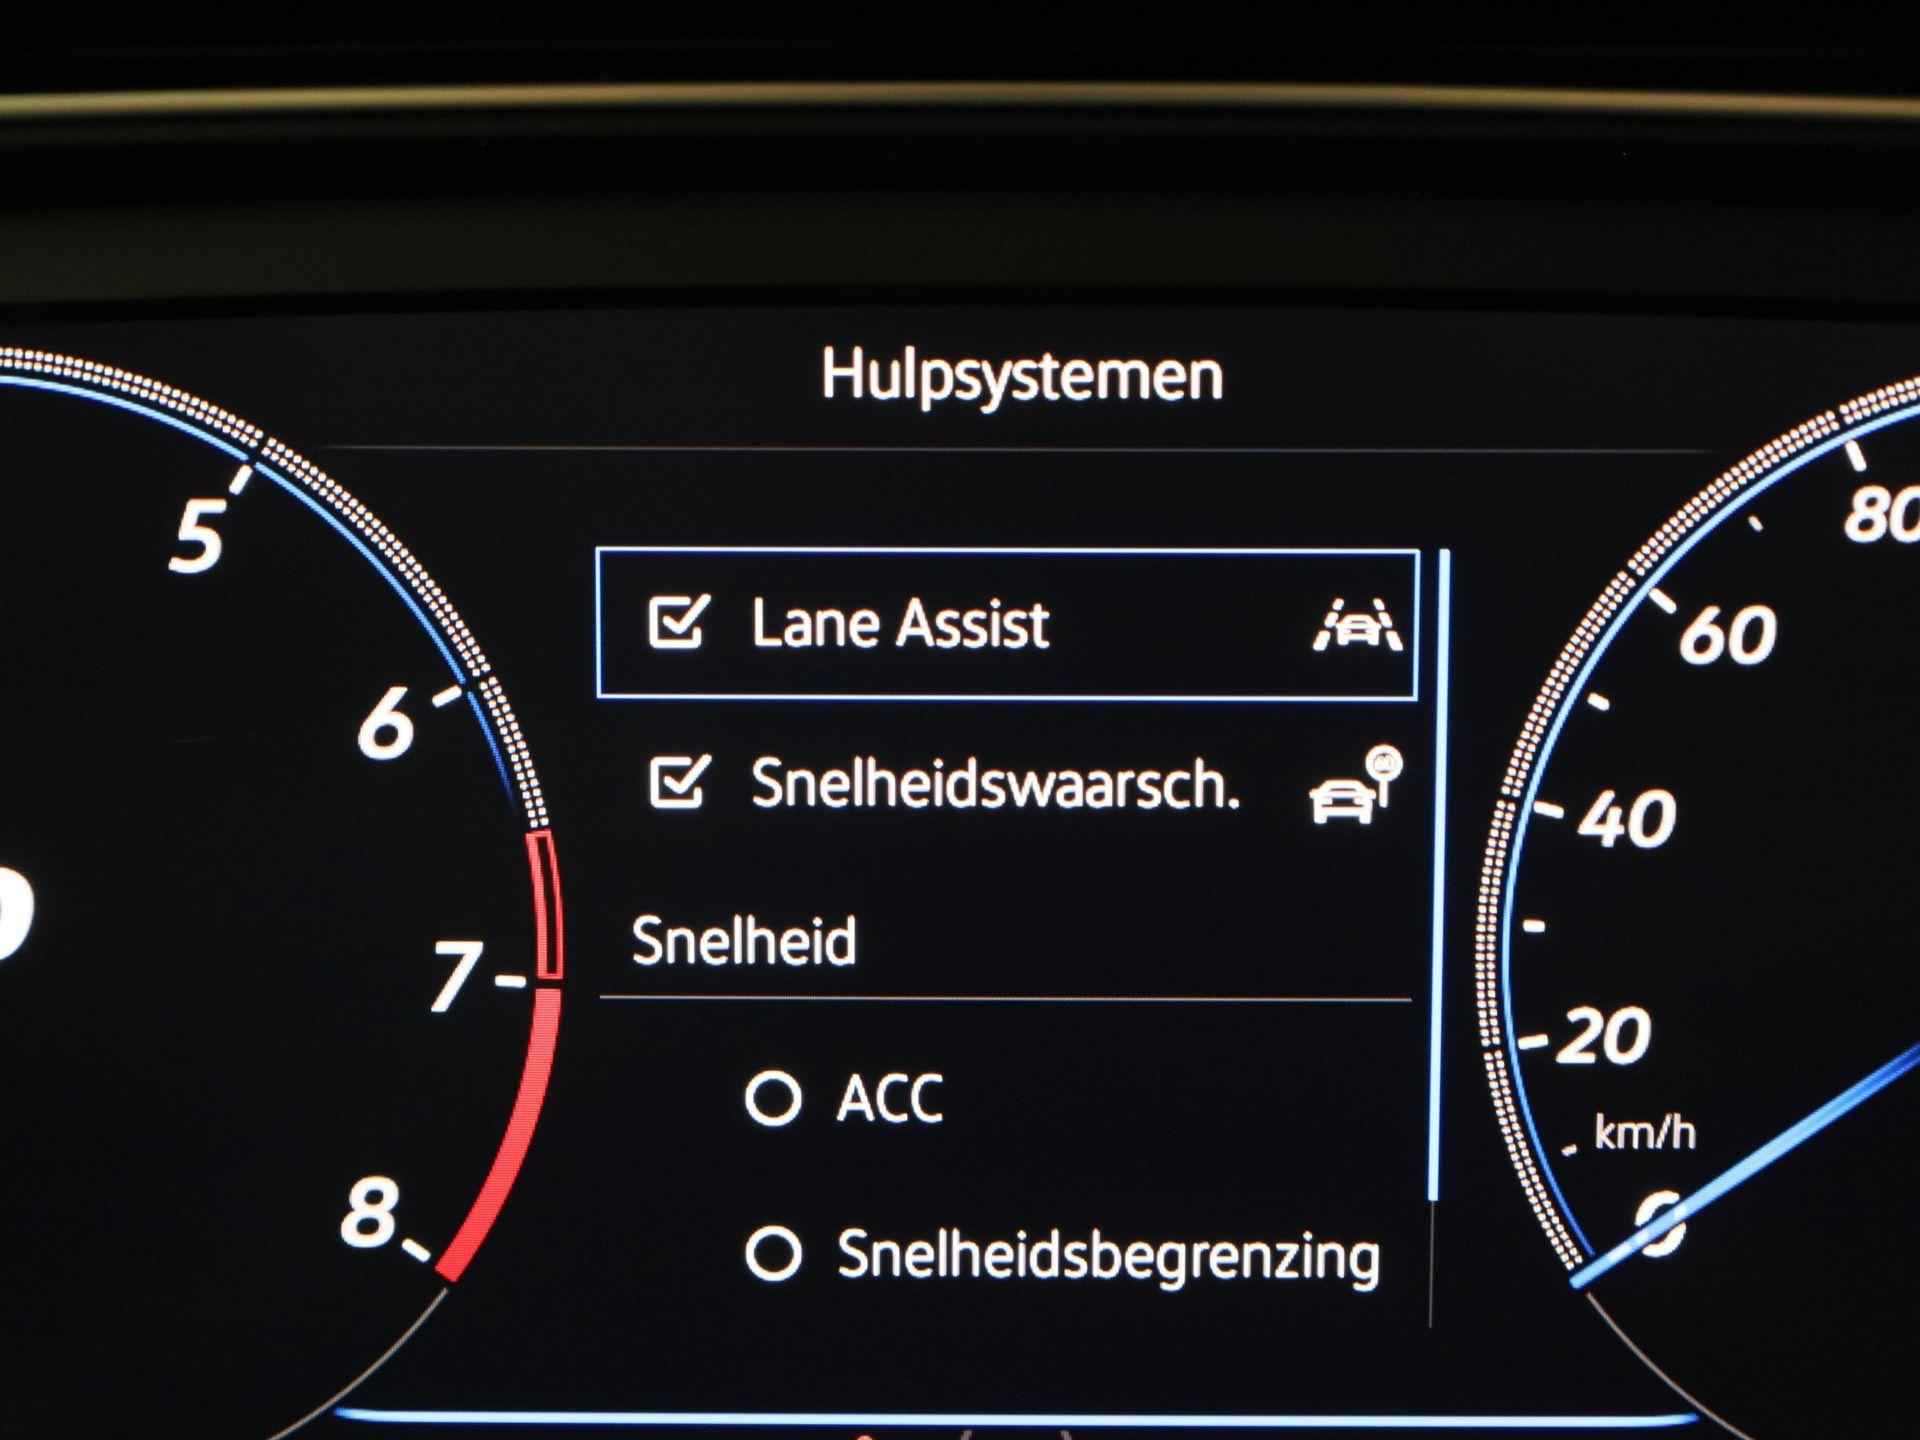 Hulpsystemen
Lane Assist
Snelheidswaarsch.
Snelheid
ACC
Snelheidsbegrenzing
5
6
7
8
80
60
40
20
km/h
0